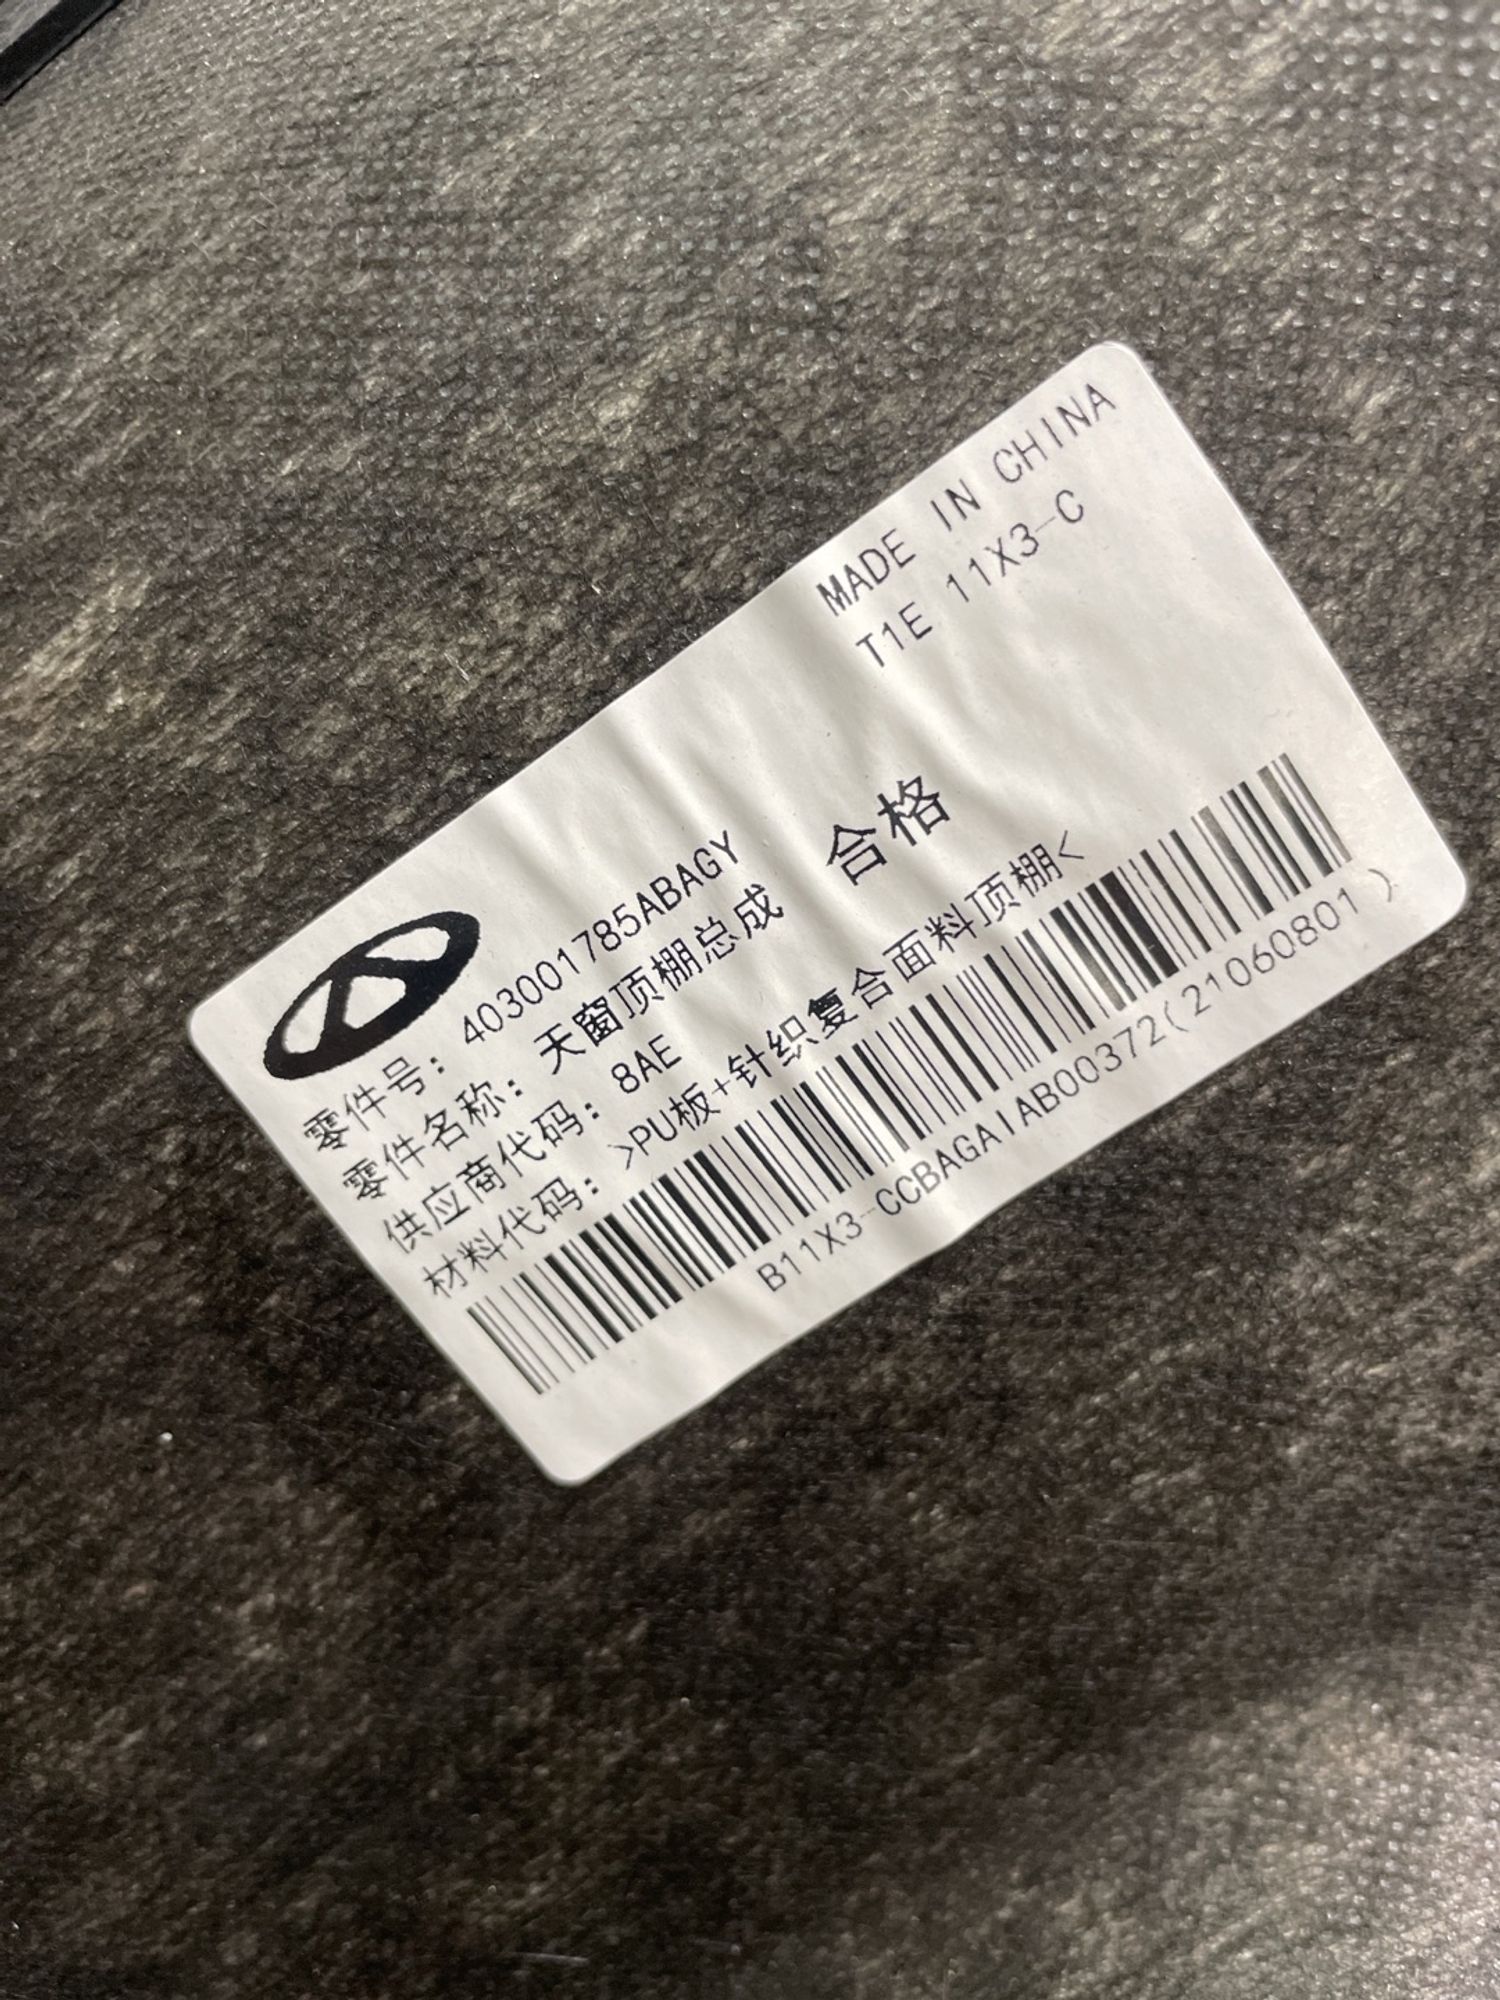 MADE IN CHINA
T1E 11X3-C
零件号: 403001785ABAGY
零件名称: 天窗顶棚总成 合格
供应商代码: 8AE
材料代码: >PU板+针织复合面料顶棚<
B11X3-CCBAGAIAB00372(21060801 )